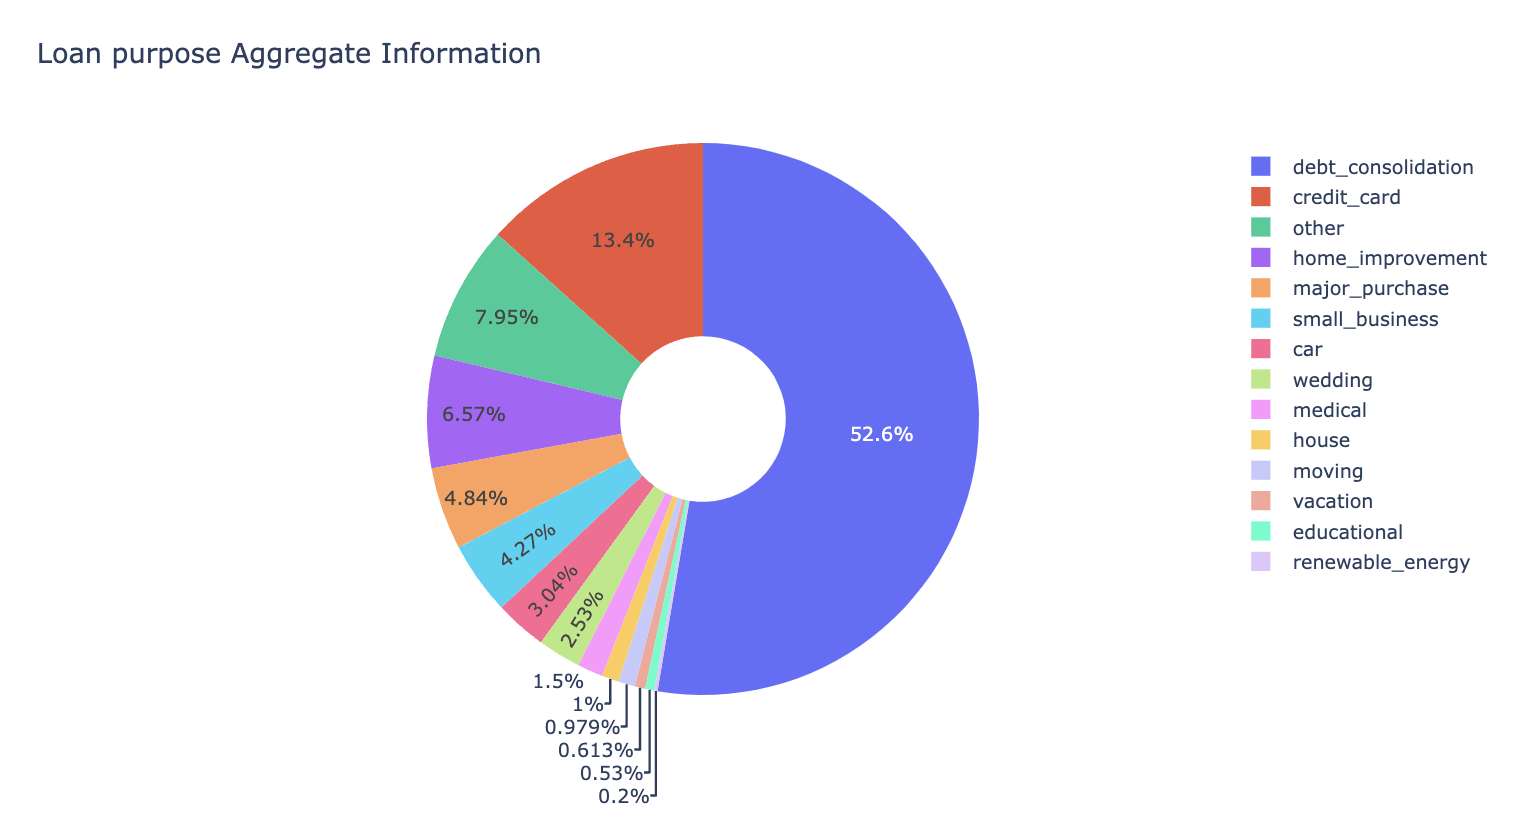 Loan purpose Aggregate Information
13.4%
7.95%
6.57%
4.84%
4.27%
3.04%
2.53%
52.6%
1.5%
1%
0.979%
0.613%
0.53%
0.2%
debt_consolidation
credit_card
other
home_improvement
major_purchase
small_business
car
wedding
medical
house
moving
vacation
educational
renewable_energy